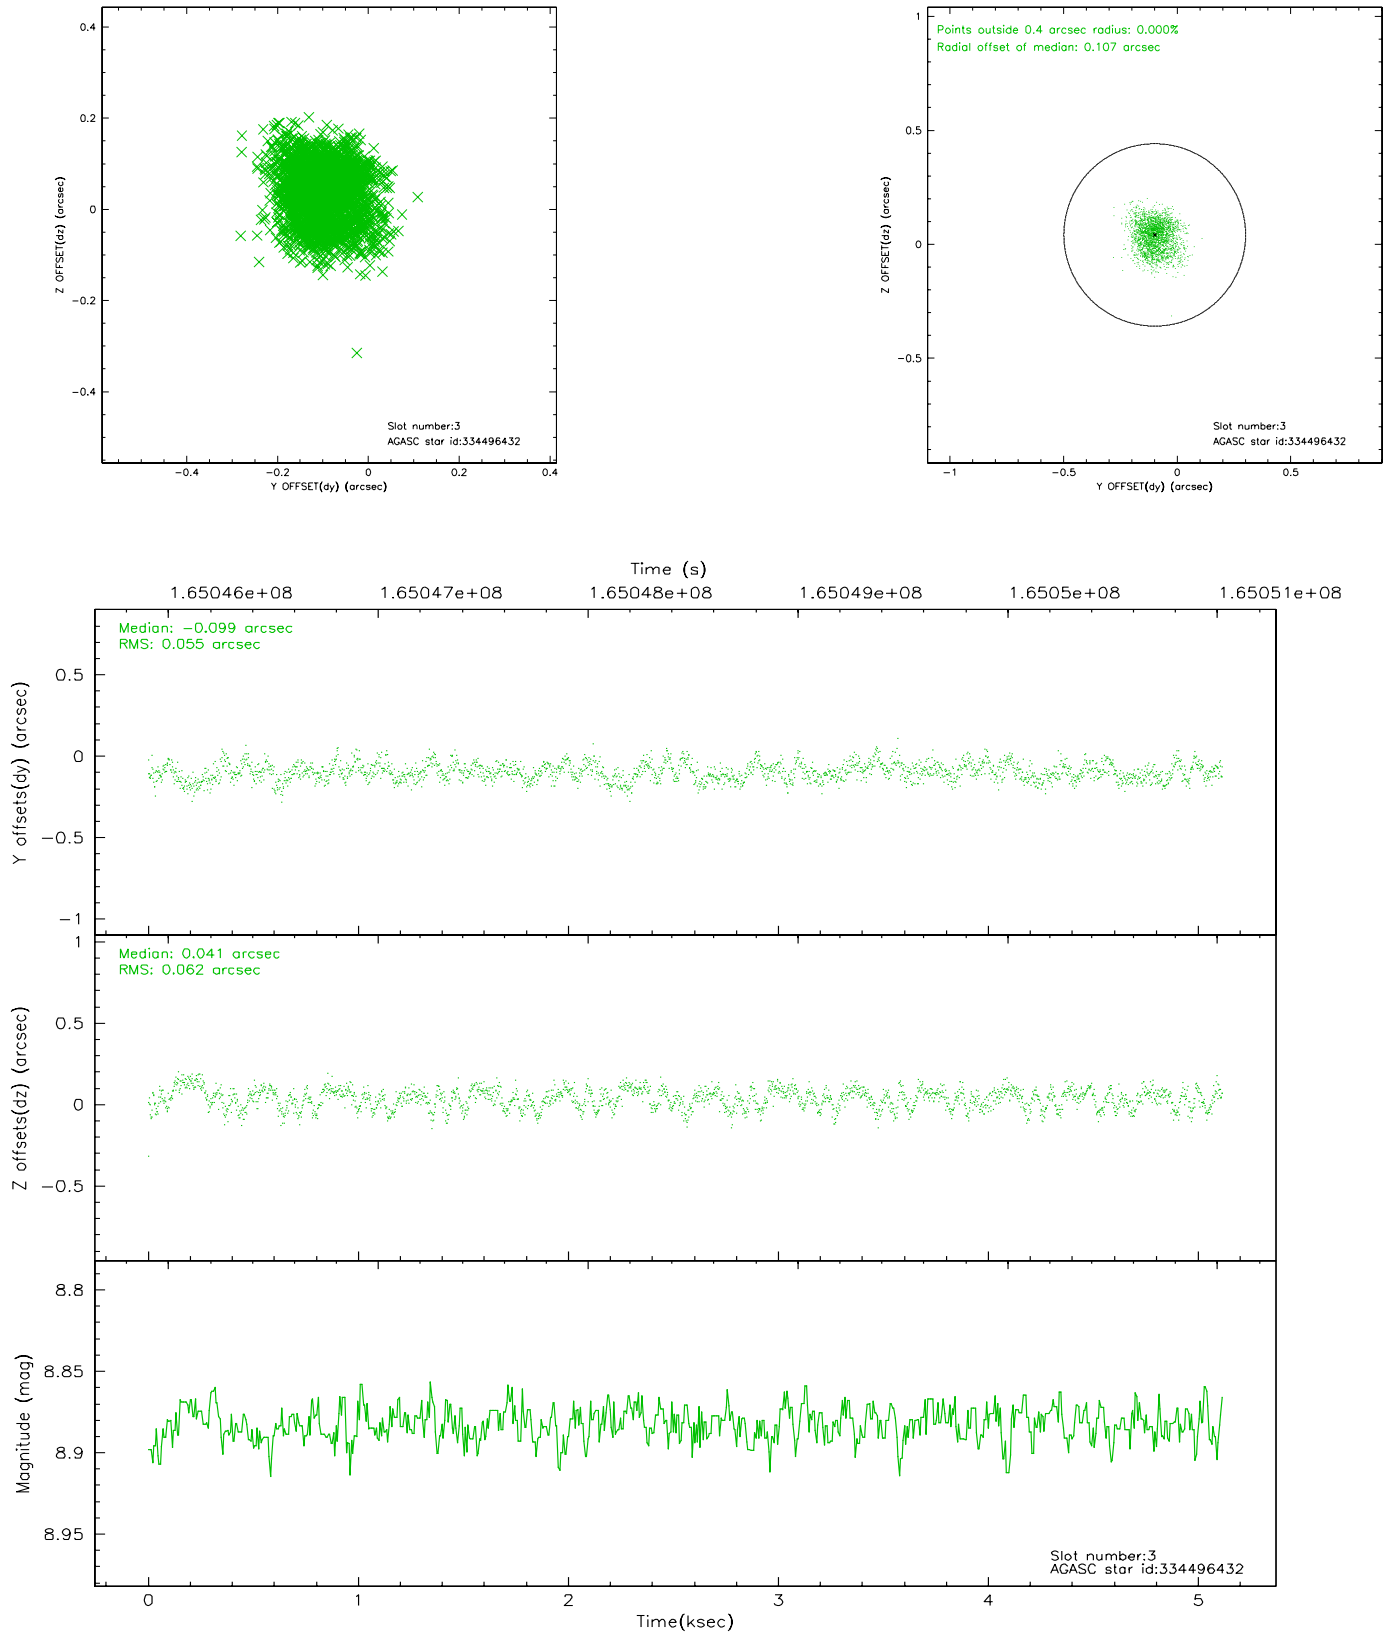 0.4
0.2
0
−0.2
−0.4
Z OFFSET(dz) (arcsec)
Slot number:3
AGASC star id:334496432
−0.4 −0.2 0 0.2 0.4
Y OFFSET(dy) (arcsec)
Points outside 0.4 arcsec radius: 0.000%
Radial offset of median: 0.107 arcsec
1
0.5
0
−0.5
Z OFFSET(dz) (arcsec)
Slot number:3
AGASC star id:334496432
−1 −0.5 0 0.5
Y OFFSET(dy) (arcsec)
Time (s)
1.65046e+08 1.65047e+08 1.65048e+08 1.65049e+08 1.6505e+08 1.65051e+08
Median: −0.099 arcsec
RMS: 0.055 arcsec
0.5
0
−0.5
−1
Y offsets(dy) (arcsec)
Median: 0.041 arcsec
RMS: 0.062 arcsec
1
0.5
0
−0.5
Z offsets(dz) (arcsec)
8.8
8.85
8.9
8.95
Magnitude (mag)
Slot number:3
AGASC star id:334496432
0 1 2 3 4 5
Time(ksec)